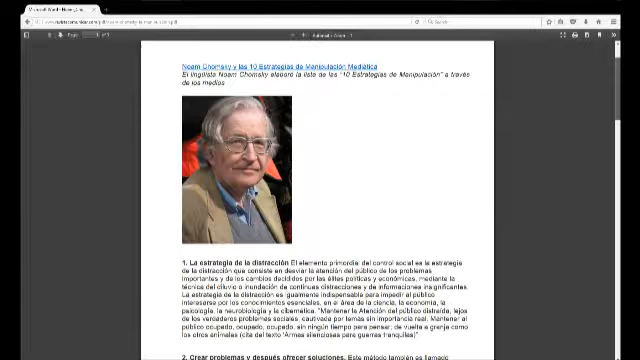 Microsoft Word - Noam_Cho...
Noam Chomsky y las 10 Estrategias de Manipulación Mediática
El lingüista Noam Chomsky elaboró la lista de las "10 Estrategias de Manipulación" a través
de los medios
1. La estrategia de la distracción El elemento primordial del control social es la estrategia
de la distracción que consiste en desviar la atención del público de los problemas
importantes y de los cambios decididos por las élites políticas y económicas, mediante la
técnica del diluvio o inundación de continuas distracciones y de informaciones insignificantes.
La estrategia de la distracción es igualmente indispensable para impedir al público
interesarse por los conocimientos esenciales, en el área de la ciencia, la economía, la
psicología, la neurobiología y la cibernética. "Mantener la Atención del público distraída, lejos
de los verdaderos problemas sociales, cautivada por temas sin importancia real. Mantener al
público ocupado, ocupado, ocupado, sin ningún tiempo para pensar; de vuelta a granja como
los otros animales (cita del texto 'Armas silenciosas para guerras tranquilas)"
2. Crear problemas y después ofrecer soluciones. Este método también es llamado